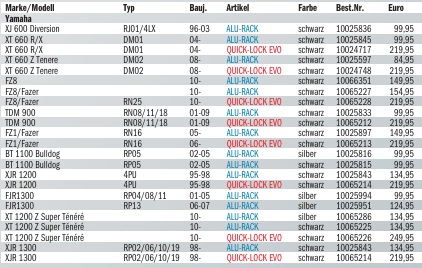 Marke/Modell Typ Bauj. Artikel Farbe Best.Nr. Euro
Yamaha
XJ 600 Diversion RJ01/4LX 96-03 ALU-RACK schwarz 10025836 99,95
XT 660 R/X DM01 04- ALU-RACK schwarz 10025845 99,95
XT 660 R/X DM01 04- QUICK-LOCK EVO schwarz 10024717 219,95
XT 660 Z Tenere DM02 08- ALU-RACK schwarz 10025597 84,95
XT 660 Z Tenere DM02 08- QUICK-LOCK EVO schwarz 10024748 219,95
FZ8 10- ALU-RACK schwarz 10066351 149,95
FZ8/Fazer 10- ALU-RACK schwarz 10065227 154,95
FZ8/Fazer RN25 10- QUICK-LOCK EVO schwarz 10065228 219,95
TDM 900 RN08/11/18 01-09 ALU-RACK schwarz 10025833 99,95
TDM 900 RN08/11/18 01-09 QUICK-LOCK EVO schwarz 10065212 219,95
FZ1/Fazer RN16 05- ALU-RACK schwarz 10025897 149,95
FZ1/Fazer RN16 06- QUICK-LOCK EVO schwarz 10065213 219,95
BT 1100 Bulldog RP05 02-05 ALU-RACK silber 10025816 99,95
BT 1100 Bulldog RP05 02-05 ALU-RACK schwarz 10025815 99,95
XJR 1200 4PU 95-98 ALU-RACK schwarz 10025843 134,95
XJR 1200 4PU 95-98 QUICK-LOCK EVO schwarz 10065214 219,95
FJR1300 RP04/08/11 01-05 ALU-RACK silber 10025994 99,95
FJR1300 RP13 06-07 ALU-RACK silber 10025951 124,95
XT 1200 Z Super Ténéré 10- ALU-RACK silber 10065286 134,95
XT 1200 Z Super Ténéré 10- ALU-RACK schwarz 10065225 134,95
XT 1200 Z Super Ténéré 10- QUICK-LOCK EVO schwarz 10065226 249,95
XJR 1300 RP02/06/10/19 98- ALU-RACK schwarz 10025843 134,95
XJR 1300 RP02/06/10/19 98- QUICK-LOCK EVO schwarz 10065214 219,95